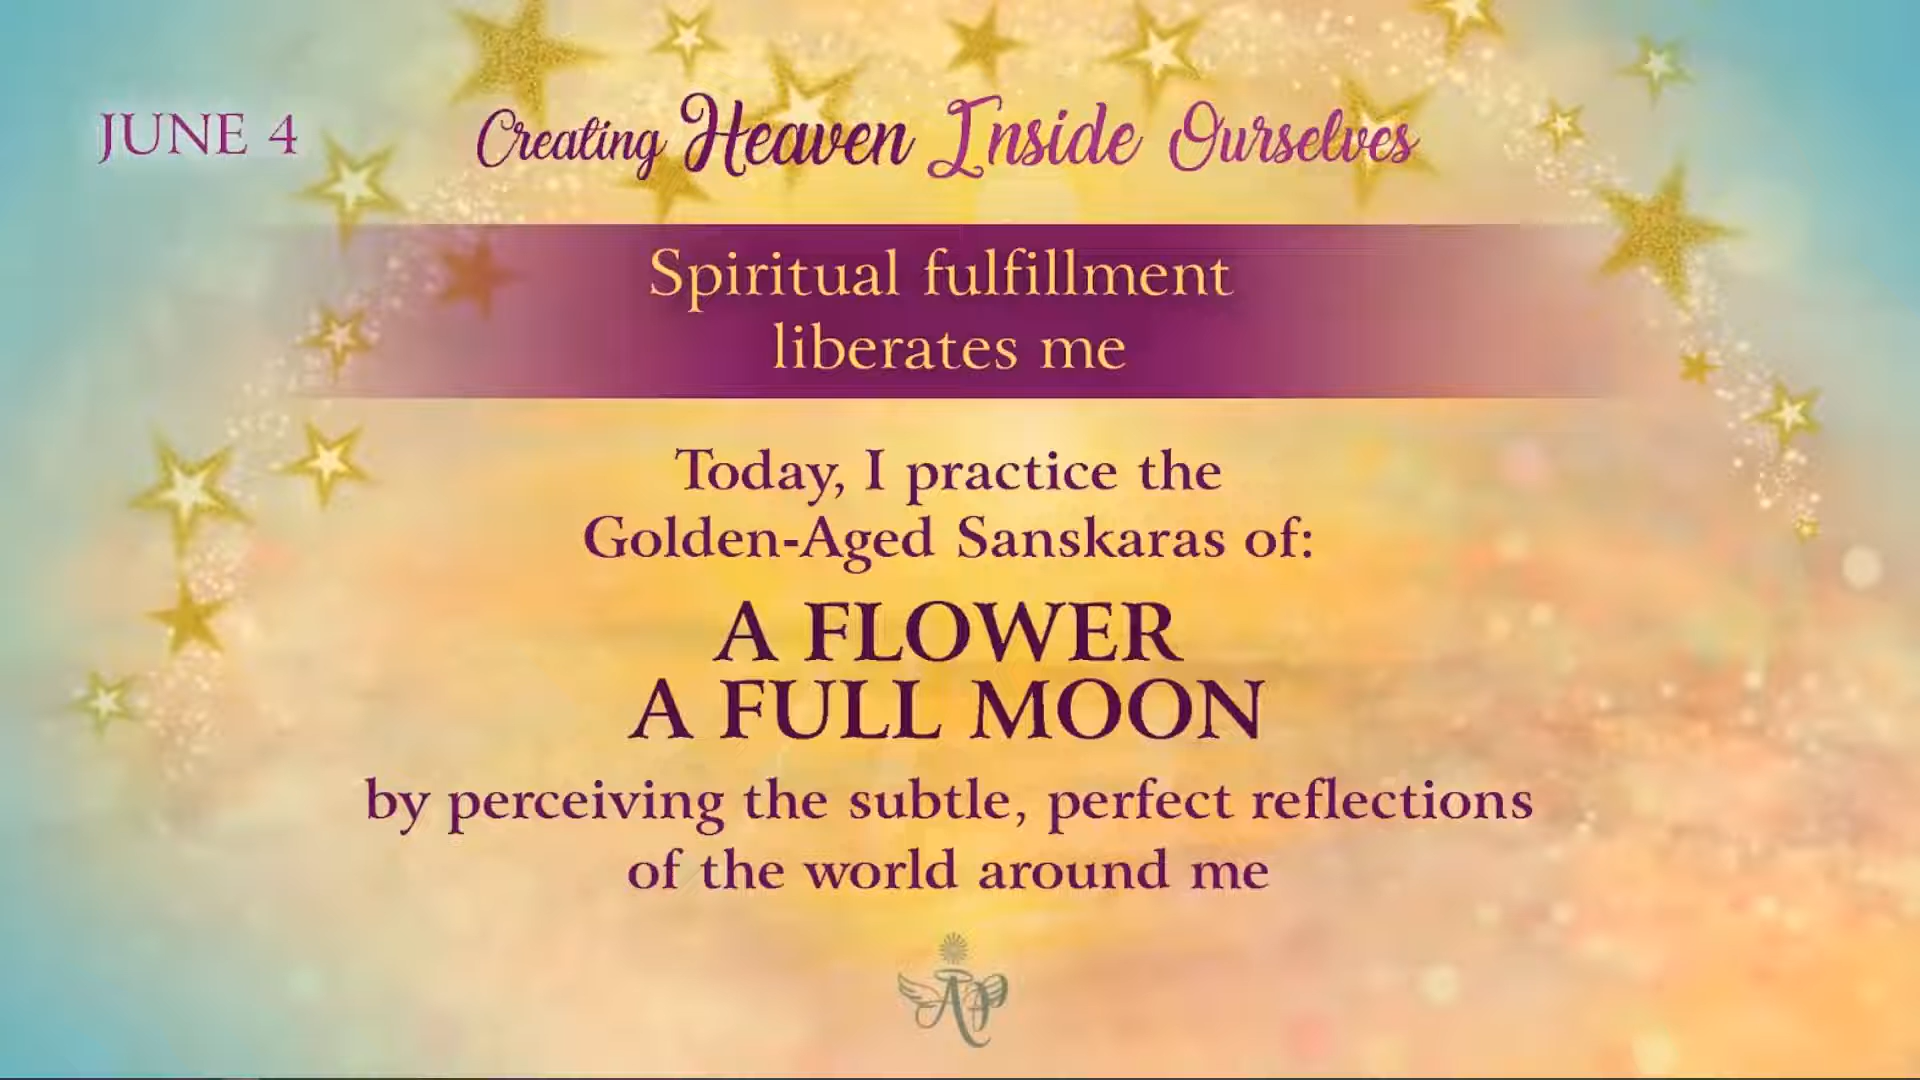 JUNE 4
Creating Heaven Inside Ourselves
Spiritual fulfillment
liberates me
Today, I practice the
Golden-Aged Sanskaras of:
A FLOWER
A FULL MOON
by perceiving the subtle, perfect reflections
of the world around me
AP